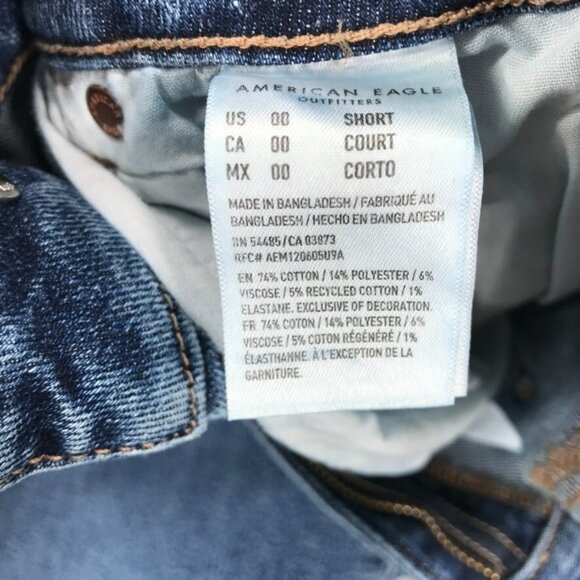 AMERICAN EAGLE
OUTFITTERS
US 00 SHORT
CA 00 COURT
MX 00 CORTO
MADE IN BANGLADESH / FABRIQUÉ AU
BANGLADESH / HECHO EN BANGLADESH
RN 54485/CA 03873
RFC# AEM120605U9A
EN 74% COTTON / 14% POLYESTER / 6%
VISCOSE / 5% RECYCLED COTTON / 1%
ELASTANE. EXCLUSIVE OF DECORATION.
FR 74% COTON / 14% POLYESTER / 6%
VISCOSE / 5% COTON RÉGÉNÉRÉ / 1%
ÉLASTHANNE. À L'EXCEPTION DE LA
GARNITURE.